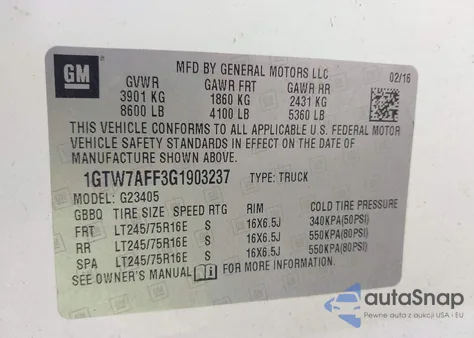 GM
MFD BY GENERAL MOTORS LLC 02/16
GVWR GAWR FRT GAWR RR
3901 KG 1860 KG 2431 KG
8600 LB 4100 LB 5360 LB
THIS VEHICLE CONFORMS TO ALL APPLICABLE U.S. FEDERAL MOTOR
VEHICLE SAFETY STANDARDS IN EFFECT ON THE DATE OF
MANUFACTURE SHOWN ABOVE.
1GTW7AFF3G1903237 TYPE: TRUCK
MODEL: G23405
GBBQ TIRE SIZE SPEED RTG RIM COLD TIRE PRESSURE
FRT LT245/75R16E S 16X6.5J 340KPA(50PSI)
RR LT245/75R16E S 16X6.5J 550KPA(80PSI)
SPA LT245/75R16E S 16X6.5J 550KPA(80PSI)
SEE OWNER'S MANUAL FOR MORE INFORMATION.
autoSnap
Pewne auta z aukcji USA i EU